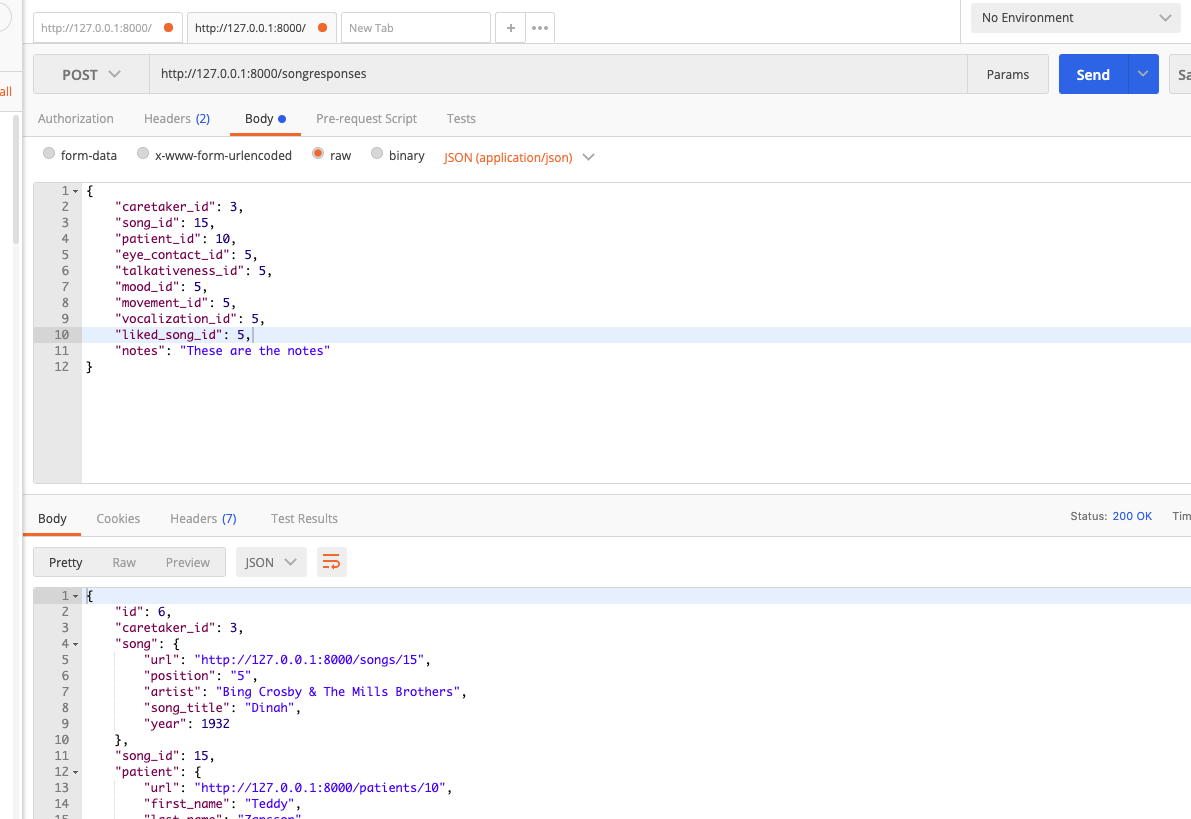 http://127.0.0.1:8000/ http://127.0.0.1:8000/ New Tab + ••• No Environment
all
POST http://127.0.0.1:8000/songresponses Params Send Sa
Authorization Headers (2) Body Pre-request Script Tests
form-data x-www-form-urlencoded raw binary JSON (application/json)
1 {
2 "caretaker_id": 3,
3 "song_id": 15,
4 "patient_id": 10,
5 "eye_contact_id": 5,
6 "talkativeness_id": 5,
7 "mood_id": 5,
8 "movement_id": 5,
9 "vocalization_id": 5,
10 "liked_song_id": 5,
11 "notes": "These are the notes"
12 }
Body Cookies Headers (7) Test Results Status: 200 OK Tim
Pretty Raw Preview JSON
1 {
2 "id": 6,
3 "caretaker_id": 3,
4 "song": {
5 "url": "http://127.0.0.1:8000/songs/15",
6 "position": "5",
7 "artist": "Bing Crosby & The Mills Brothers",
8 "song_title": "Dinah",
9 "year": 1932
10 },
11 "song_id": 15,
12 "patient": {
13 "url": "http://127.0.0.1:8000/patients/10",
14 "first_name": "Teddy",
15 "last_name":